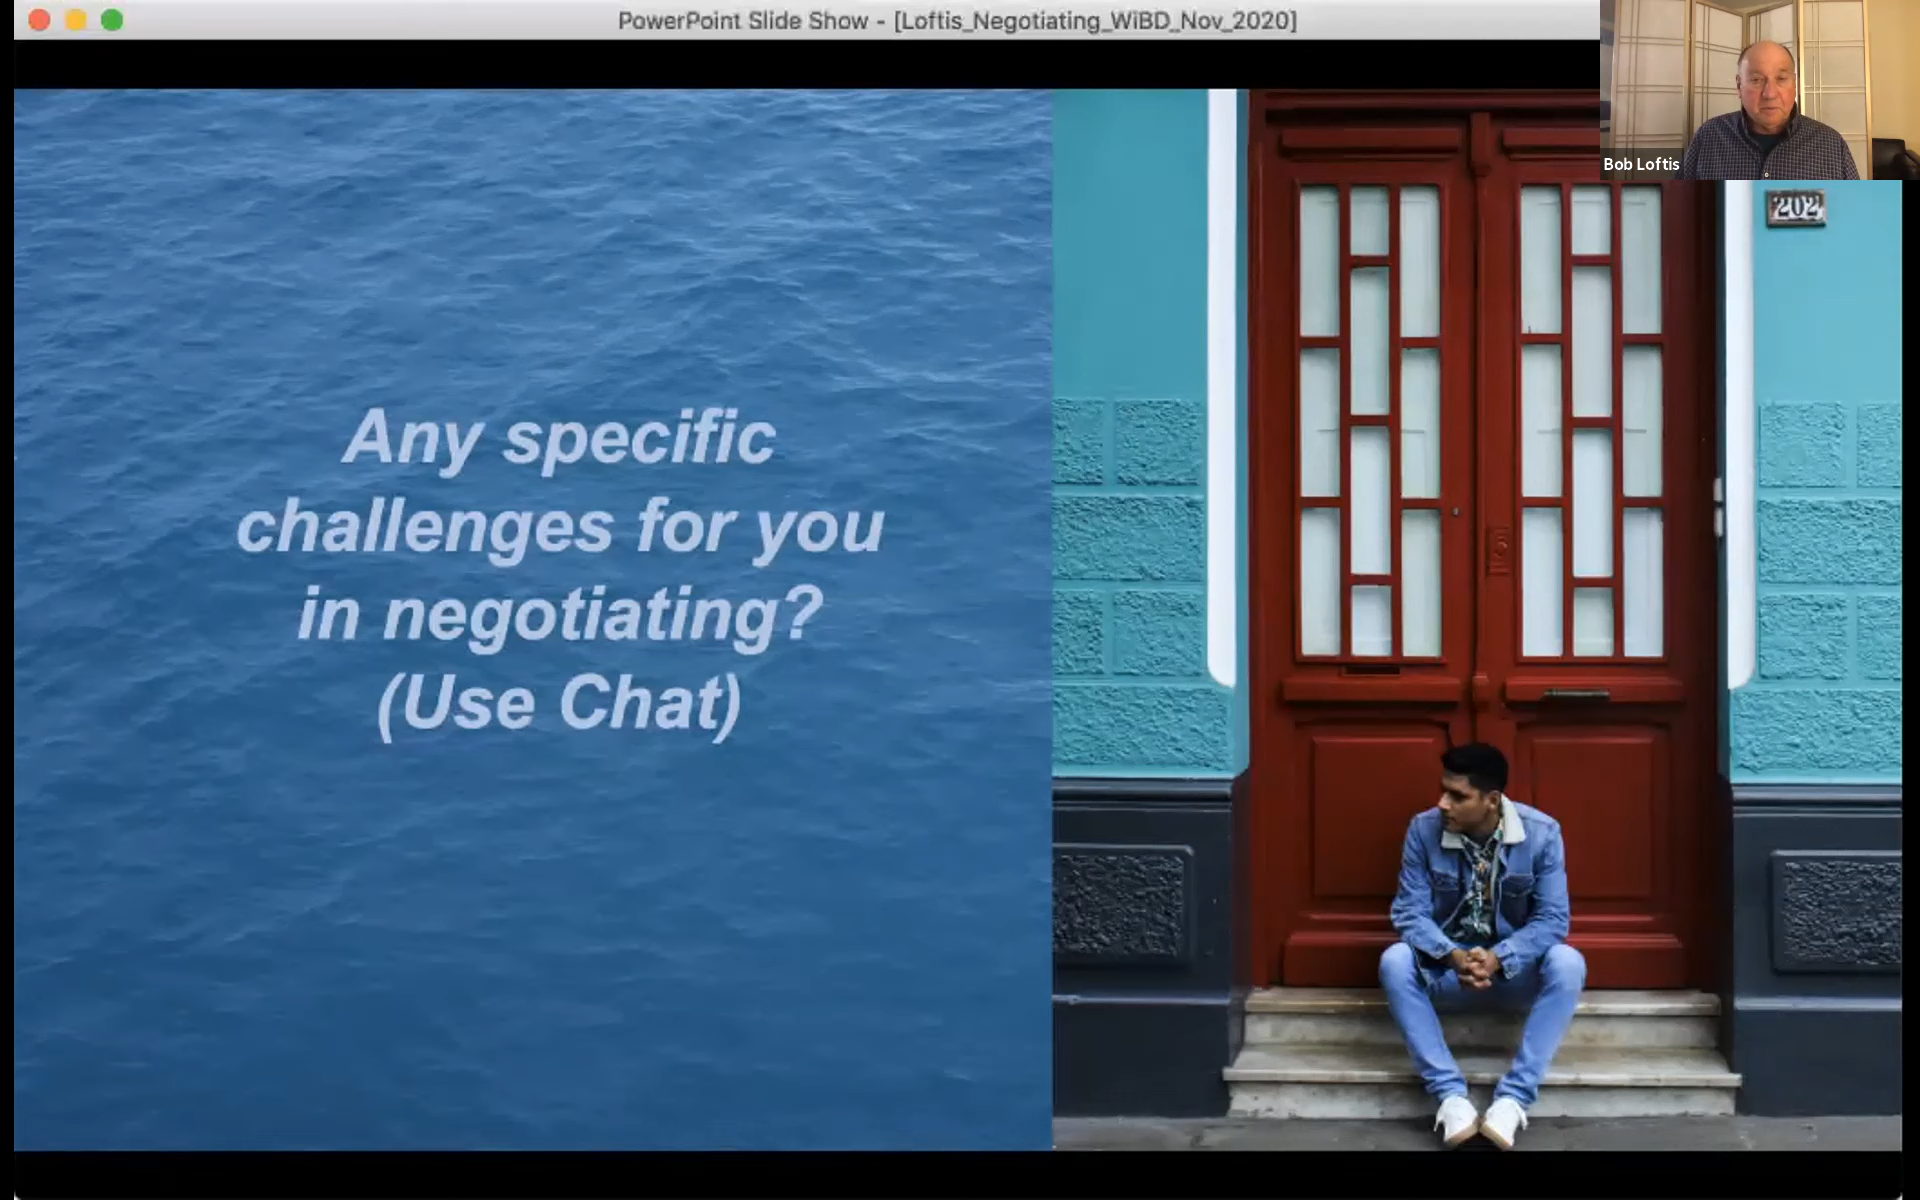 PowerPoint Slide Show - [Loftis_Negotiating_WiBD_Nov_2020]
Bob Loftis
202
Any specific
challenges for you
in negotiating?
(Use Chat)